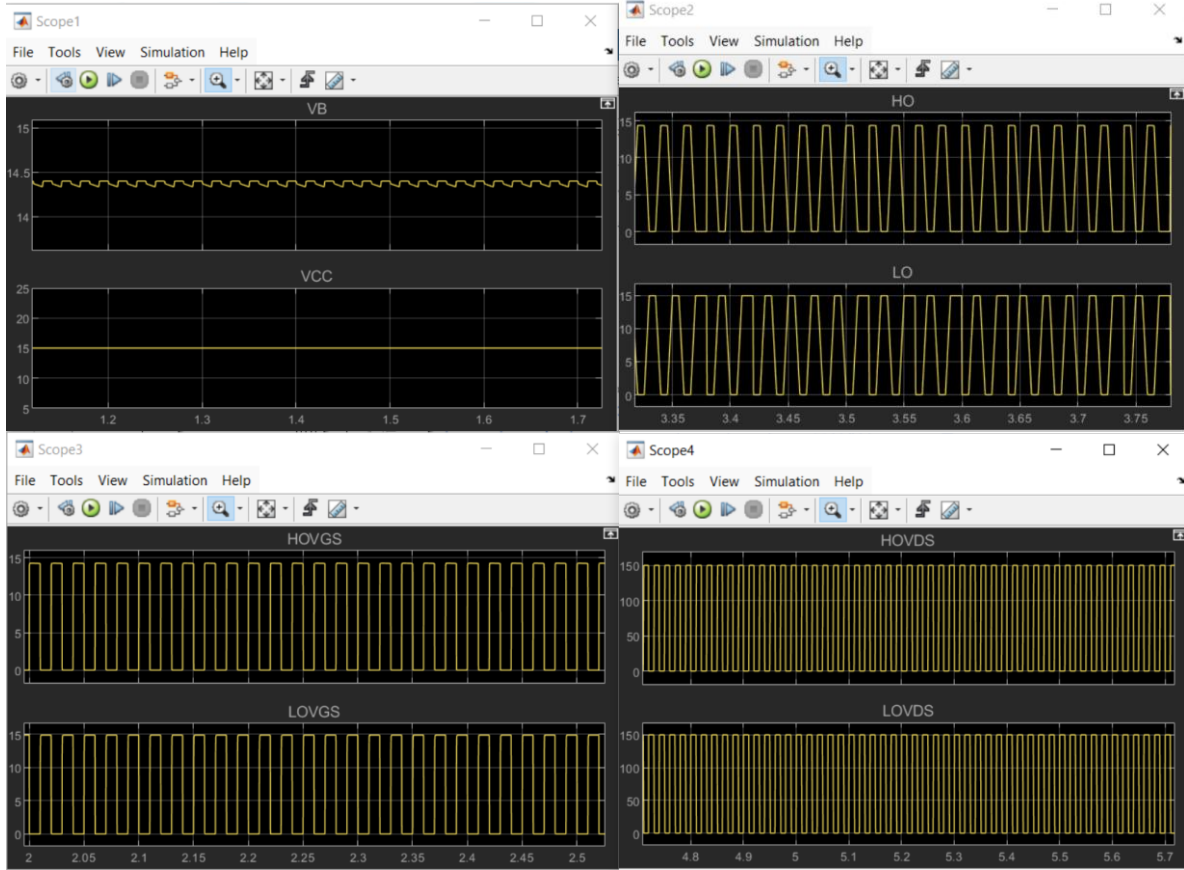 Scope1
File Tools View Simulation Help
VB
15
14.5
14
VCC
25
20
15
10
5
1.2 1.3 1.4 1.5 1.6 1.7
Scope2
File Tools View Simulation Help
HO
15
10
5
0
LO
15
10
5
0
3.35 3.4 3.45 3.5 3.55 3.6 3.65 3.7 3.75
Scope3
File Tools View Simulation Help
HOVGS
15
10
5
0
LOVGS
15
10
5
0
2 2.05 2.1 2.15 2.2 2.25 2.3 2.35 2.4 2.45 2.5
Scope4
File Tools View Simulation Help
HOVDS
150
100
50
0
LOVDS
150
100
50
0
4.8 4.9 5 5.1 5.2 5.3 5.4 5.5 5.6 5.7